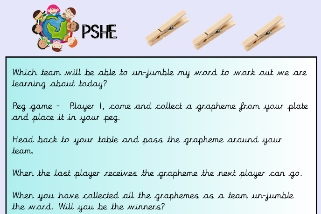 PSHE
Which team will be able to un-jumble my word to work out we are
learning about today?
Peg game - Player 1, come and collect a grapheme from your plate
and place it in your peg.
Head back to your table and pass the grapheme around your
team.
When the last player receives the grapheme the next player can go.
When you have collected all the graphemes as a team un-jumble
the word. Will you be the winners?